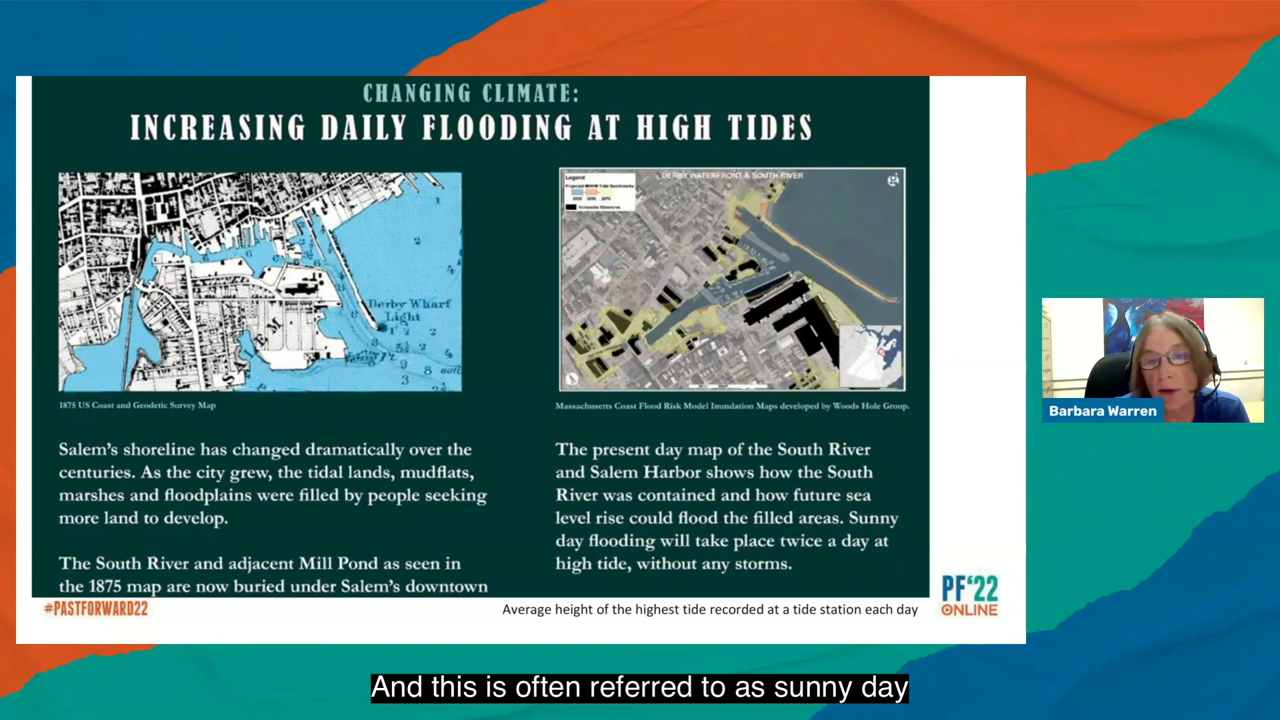 CHANGING CLIMATE:
INCREASING DAILY FLOODING AT HIGH TIDES
Derby Wharf
Light
1875 US Coast and Geodetic Survey Map
DERBY WATERFRONT & SOUTH RIVER
Legend
Massachusetts Coast Flood Risk Model Inundation Maps developed by Woods Hole Group.
Salem's shoreline has changed dramatically over the
centuries. As the city grew, the tidal lands, mudflats,
marshes and floodplains were filled by people seeking
more land to develop.
The South River and adjacent Mill Pond as seen in
the 1875 map are now buried under Salem's downtown
The present day map of the South River
and Salem Harbor shows how the South
River was contained and how future sea
level rise could flood the filled areas. Sunny
day flooding will take place twice a day at
high tide, without any storms.
#PASTFORWARD22
Average height of the highest tide recorded at a tide station each day
PF'22
ONLINE
Barbara Warren
And this is often referred to as sunny day